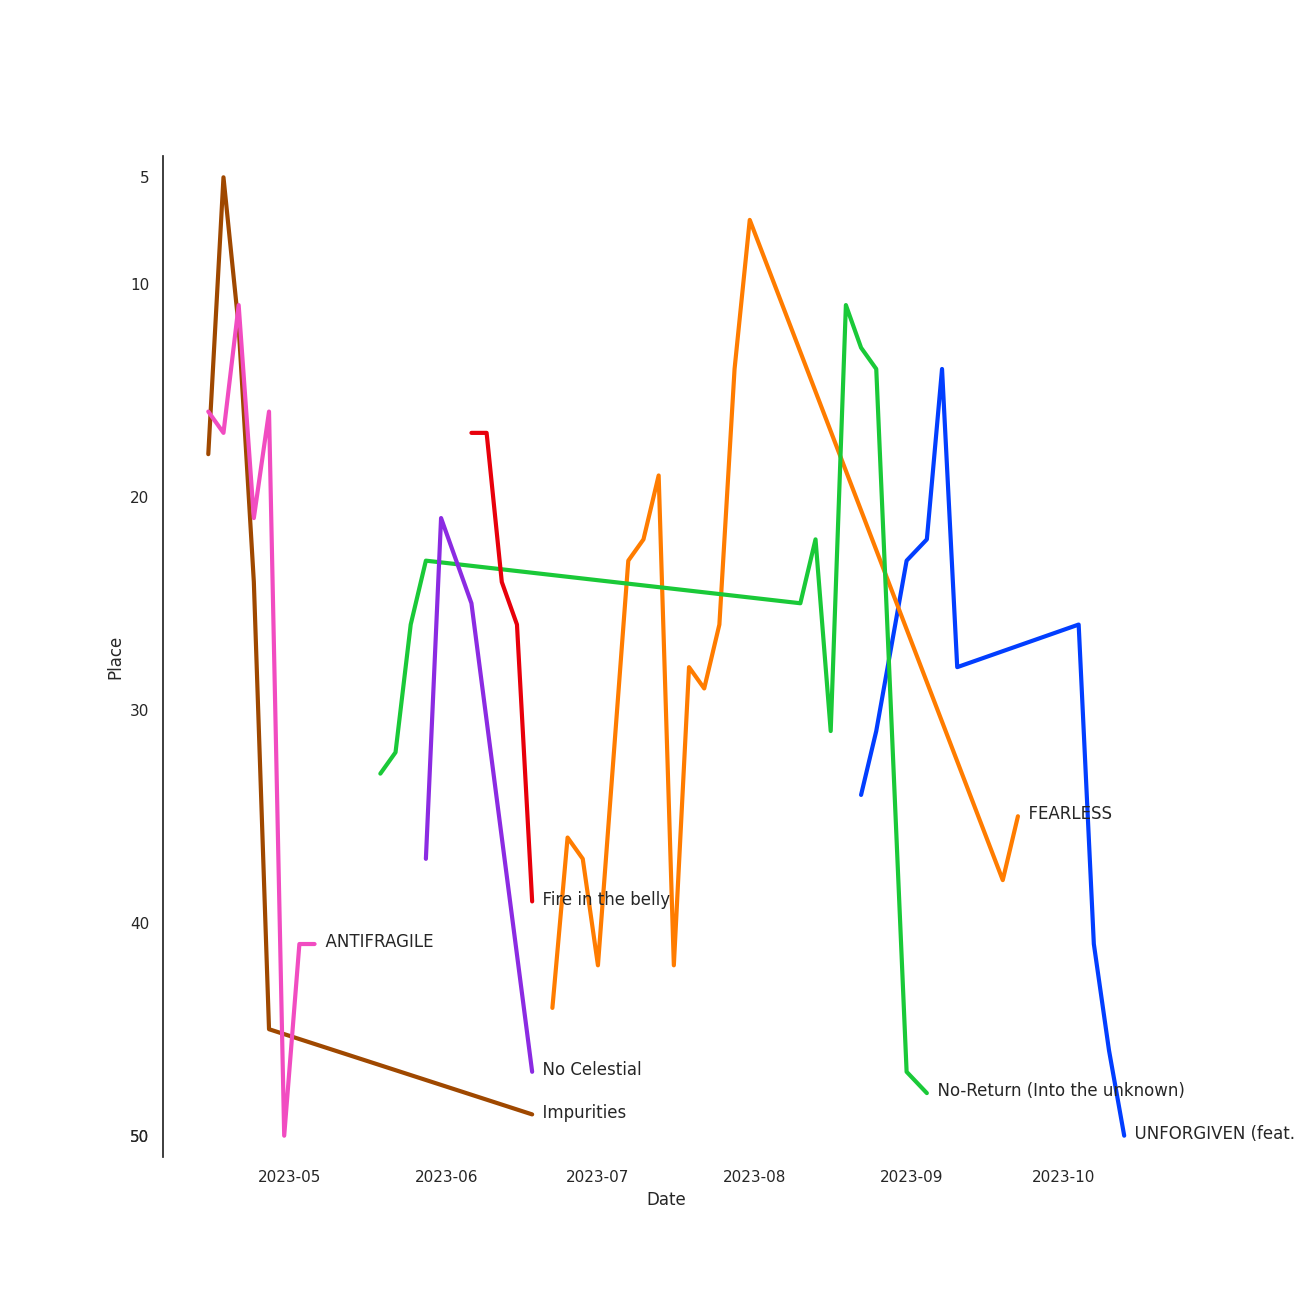 5
10
20
30
40
50
Place
FEARLESS
Fire in the belly
ANTIFRAGILE
No Celestial
No-Return (Into the unknown)
Impurities
UNFORGIVEN (feat.
2023-05
2023-06
2023-07
2023-08
2023-09
2023-10
Date